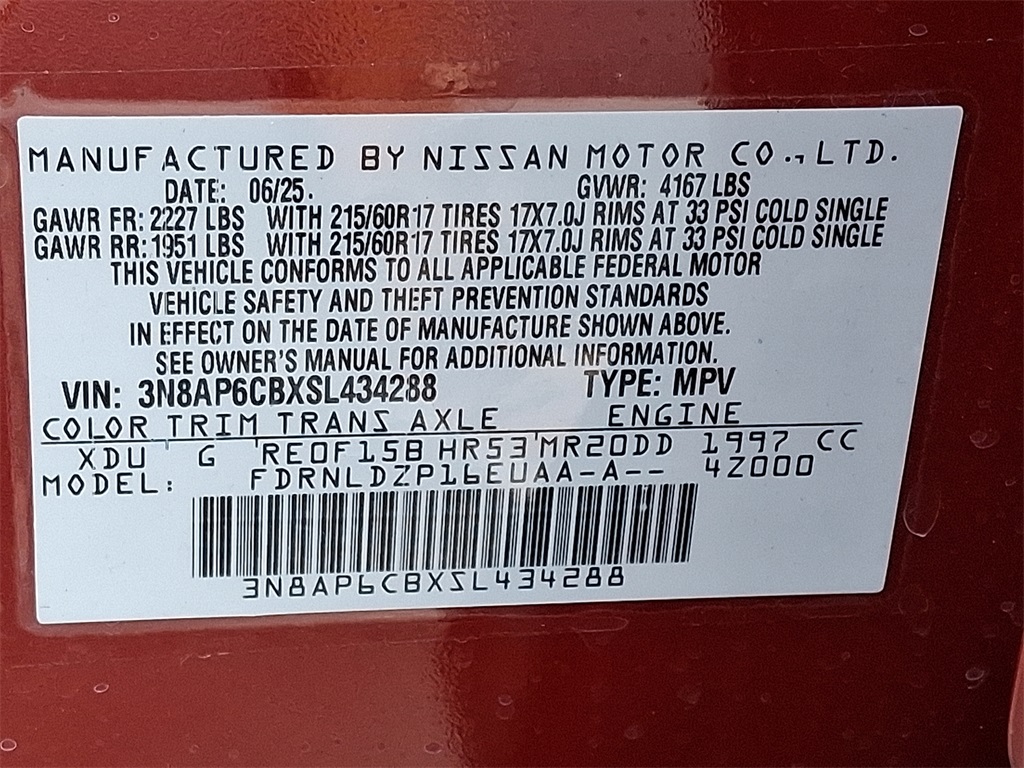 MANUFACTURED BY NISSAN MOTOR CO., LTD.
DATE: 06/25. GVWR: 4167 LBS
GAWR FR: 2227 LBS WITH 215/60R17 TIRES 17X7.0J RIMS AT 33 PSI COLD SINGLE
GAWR RR: 1951 LBS WITH 215/60R17 TIRES 17X7.0J RIMS AT 33 PSI COLD SINGLE
THIS VEHICLE CONFORMS TO ALL APPLICABLE FEDERAL MOTOR
VEHICLE SAFETY AND THEFT PREVENTION STANDARDS
IN EFFECT ON THE DATE OF MANUFACTURE SHOWN ABOVE.
SEE OWNER'S MANUAL FOR ADDITIONAL INFORMATION.
VIN: 3N8AP6CBXSL434288 TYPE: MPV
COLOR TRIM TRANS AXLE ENGINE
XDU G RE0F15B HR53 MR20DD 1997 CC
MODEL: FDRNLDZP16EUAA-A-- 4Z000
3N8AP6CBXSL434288